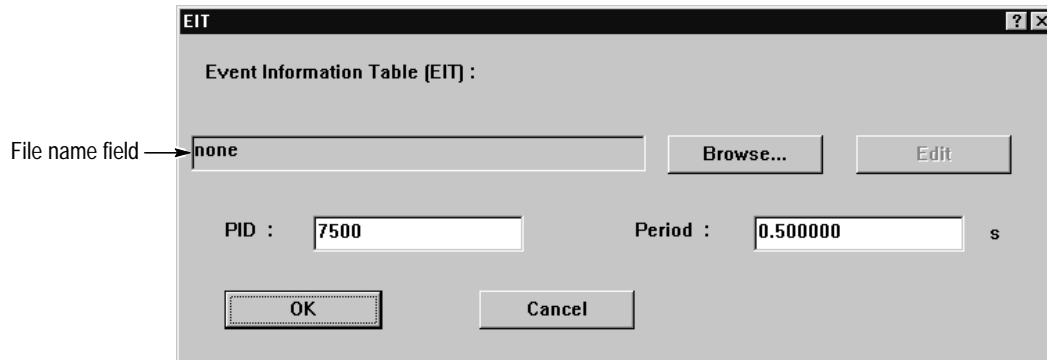 EIT
Event Information Table (EIT) :
File name field
none
Browse...
Edit
PID :
7500
Period :
0.500000
s
OK
Cancel